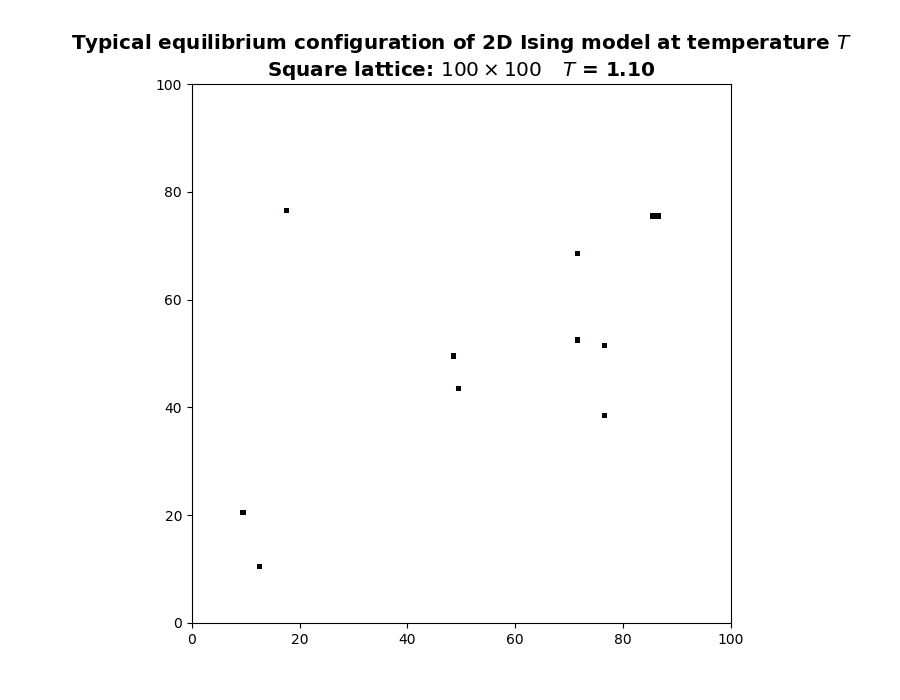 Typical equilibrium configuration of 2D Ising model at temperature T
Square lattice: 100 × 100 T = 1.10
100
80
60
40
20
0
0 20 40 60 80 100